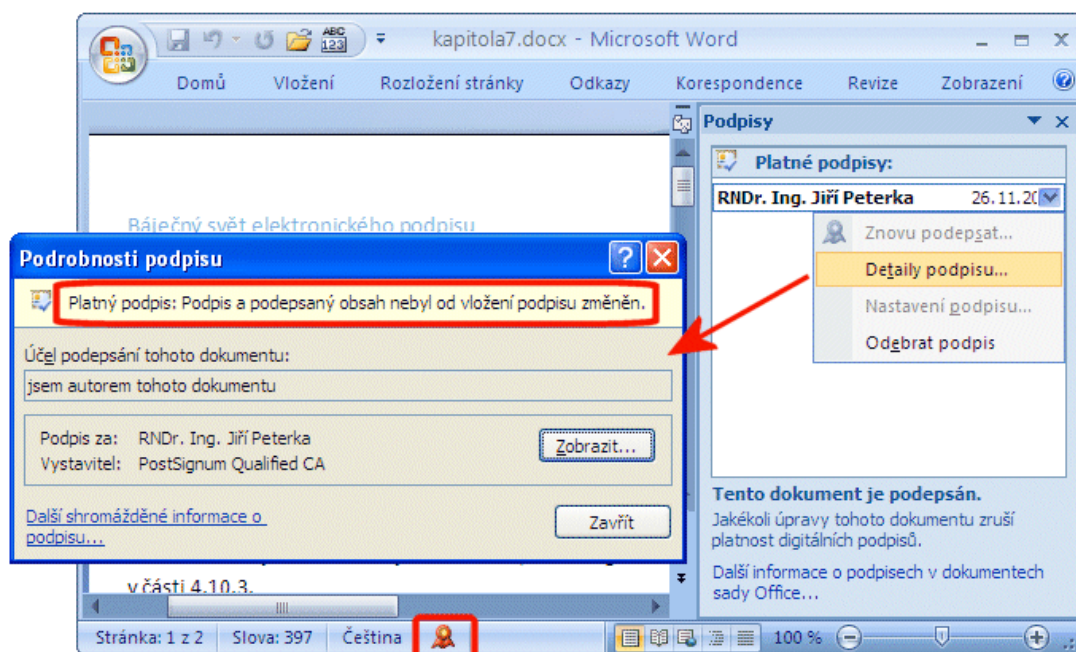 ABC
123
kapitola7.docx - Microsoft Word
Domů Vložení Rozložení stránky Odkazy Korespondence Revize Zobrazení
Podpisy
Platné podpisy:
RNDr. Ing. Jiří Peterka 26.11.20
Znovu podepsat...
Detaily podpisu...
Nastavení podpisu...
Odebrat podpis
Báječný svět elektronického podpisu
Podrobnosti podpisu
Platný podpis: Podpis a podepsaný obsah nebyl od vložení podpisu změněn.
Účel podepsání tohoto dokumentu:
jsem autorem tohoto dokumentu
Podpis za: RNDr. Ing. Jiří Peterka
Vystavitel: PostSignum Qualified CA
Zobrazit...
Další shromážděné informace o
podpisu...
Zavřít
Tento dokument je podepsán.
Jakékoli úpravy tohoto dokumentu zruší
platnost digitálních podpisů.
Další informace o podpisech v dokumentech
sady Office...
v části 4.10.3.
Stránka: 1 z 2 Slova: 397 Čeština 100 %